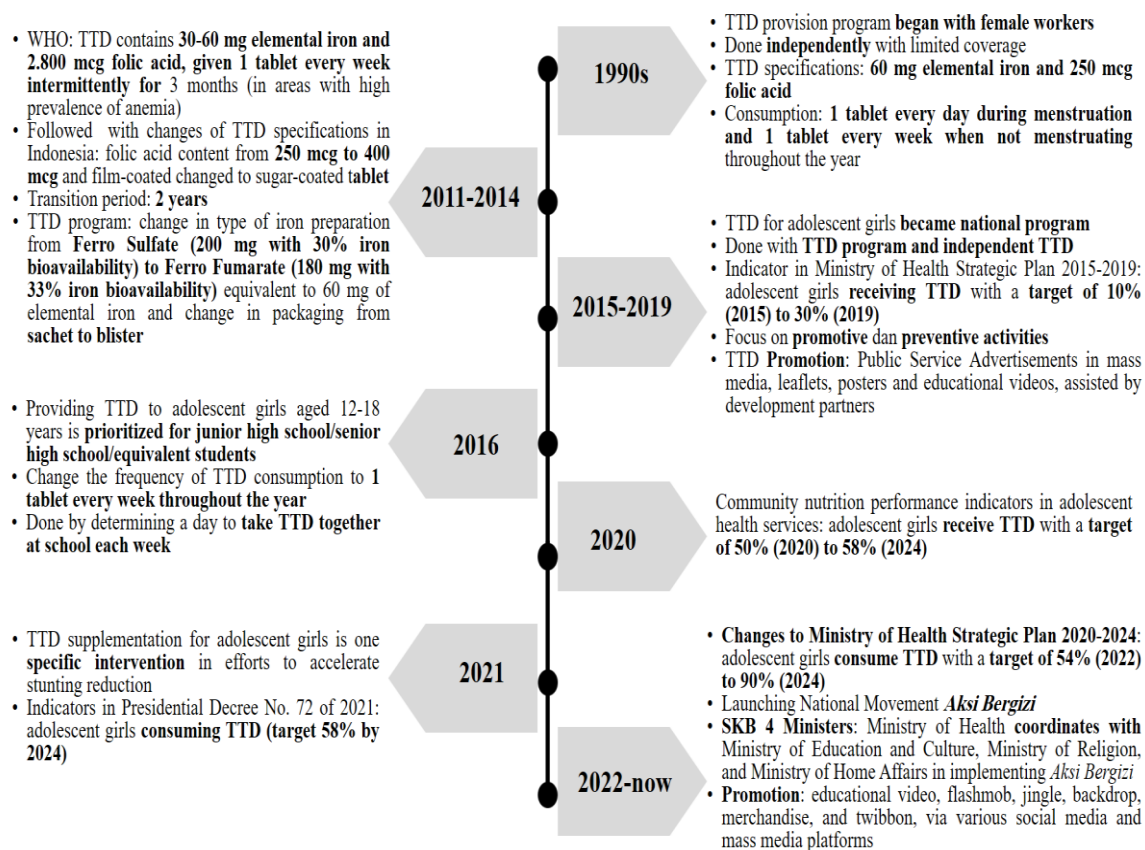 1990s
• TTD provision program began with female workers
• Done independently with limited coverage
• TTD specifications: 60 mg elemental iron and 250 mcg
folic acid
• Consumption: 1 tablet every day during menstruation
and 1 tablet every week when not menstruating
throughout the year
2011-2014
• WHO: TTD contains 30-60 mg elemental iron and
2.800 mcg folic acid, given 1 tablet every week
intermittently for 3 months (in areas with high
prevalence of anemia)
• Followed with changes of TTD specifications in
Indonesia: folic acid content from 250 mcg to 400
mcg and film-coated changed to sugar-coated tablet
• Transition period: 2 years
• TTD program: change in type of iron preparation
from Ferro Sulfate (200 mg with 30% iron
bioavailability) to Ferro Fumarate (180 mg with
33% iron bioavailability) equivalent to 60 mg of
elemental iron and change in packaging from
sachet to blister
2015-2019
• TTD for adolescent girls became national program
• Done with TTD program and independent TTD
• Indicator in Ministry of Health Strategic Plan 2015-2019:
adolescent girls receiving TTD with a target of 10%
(2015) to 30% (2019)
• Focus on promotive dan preventive activities
• TTD Promotion: Public Service Advertisements in mass
media, leaflets, posters and educational videos, assisted by
development partners
2016
• Providing TTD to adolescent girls aged 12-18
years is prioritized for junior high school/senior
high school/equivalent students
• Change the frequency of TTD consumption to 1
tablet every week throughout the year
• Done by determining a day to take TTD together
at school each week
2020
Community nutrition performance indicators in adolescent
health services: adolescent girls receive TTD with a target
of 50% (2020) to 58% (2024)
2021
• TTD supplementation for adolescent girls is one
specific intervention in efforts to accelerate
stunting reduction
• Indicators in Presidential Decree No. 72 of 2021:
adolescent girls consuming TTD (target 58% by
2024)
2022-now
• Changes to Ministry of Health Strategic Plan 2020-2024:
adolescent girls consume TTD with a target of 54% (2022)
to 90% (2024)
• Launching National Movement Aksi Bergizi
• SKB 4 Ministers: Ministry of Health coordinates with
Ministry of Education and Culture, Ministry of Religion,
and Ministry of Home Affairs in implementing Aksi Bergizi
• Promotion: educational video, flashmob, jingle, backdrop,
merchandise, and twibbon, via various social media and
mass media platforms